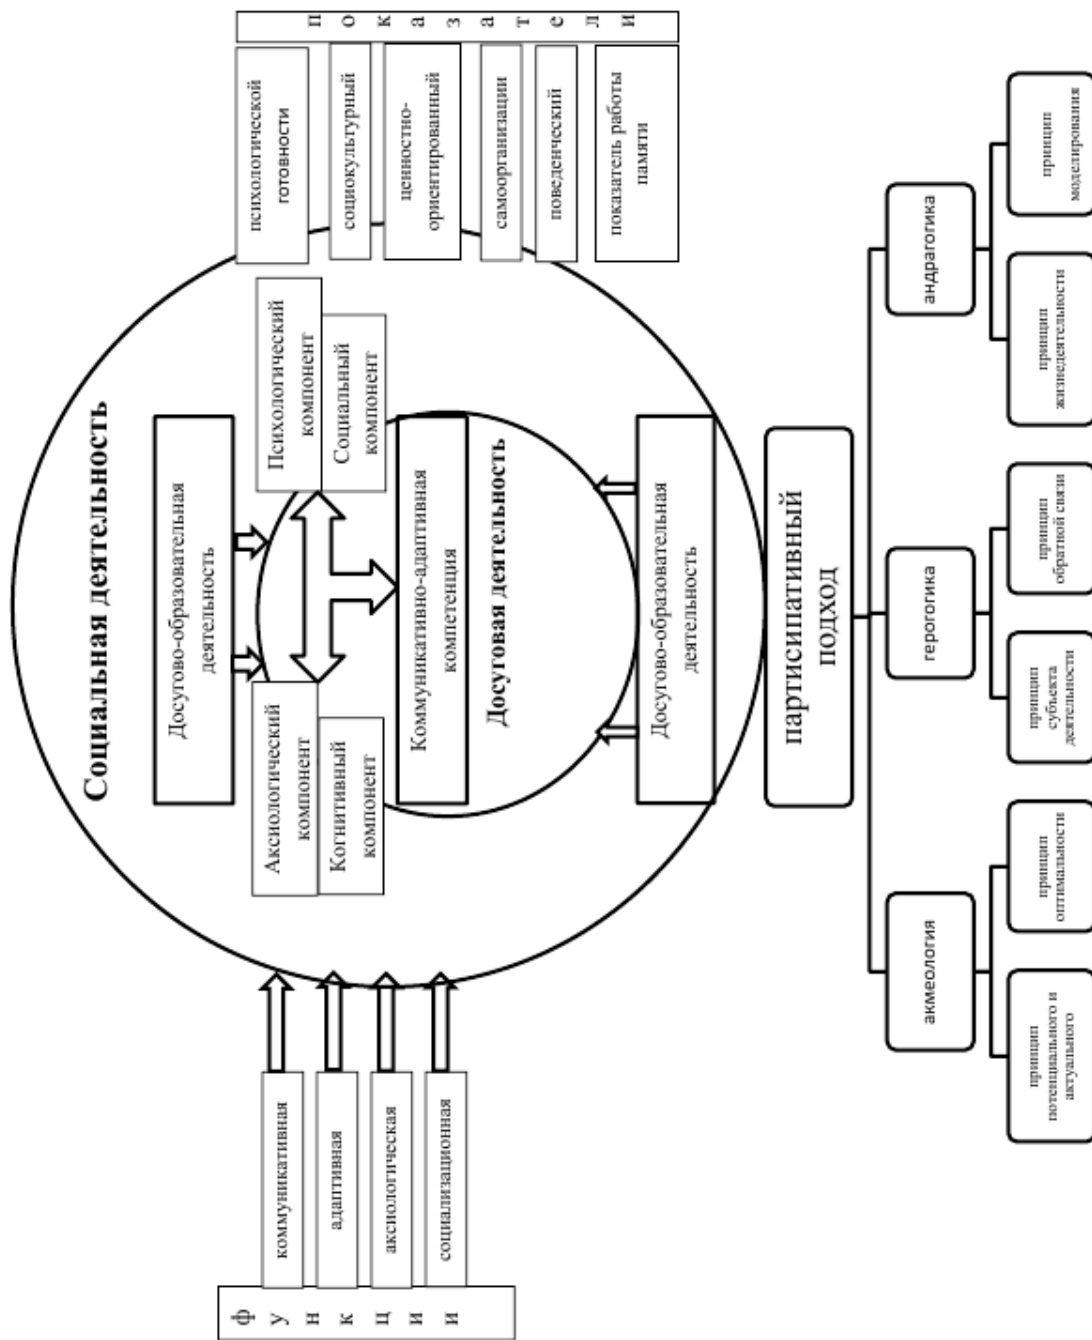 Социальная деятельность
Досугово-образовательная
деятельность
Аксиологический
компонент
Психологический
компонент
Когнитивный
компонент
Социальный
компонент
Коммуникативно-адаптивная
компетенция
Досуговая деятельность
Досугово-образовательная
деятельность
функции
коммуникативная
адаптивная
аксиологическая
социализационная
показатели
психологической
готовности
социокультурный
ценностно-
ориентированный
самоорганизации
поведенческий
показатель работы
памяти
партисипативный
подход
акмеология
герогогика
андрагогика
принцип
потенциального и
актуального
принцип
оптимальности
принцип
субъекта
деятельности
принцип
обратной связи
принцип
жизнедеятельности
принцип
моделирования